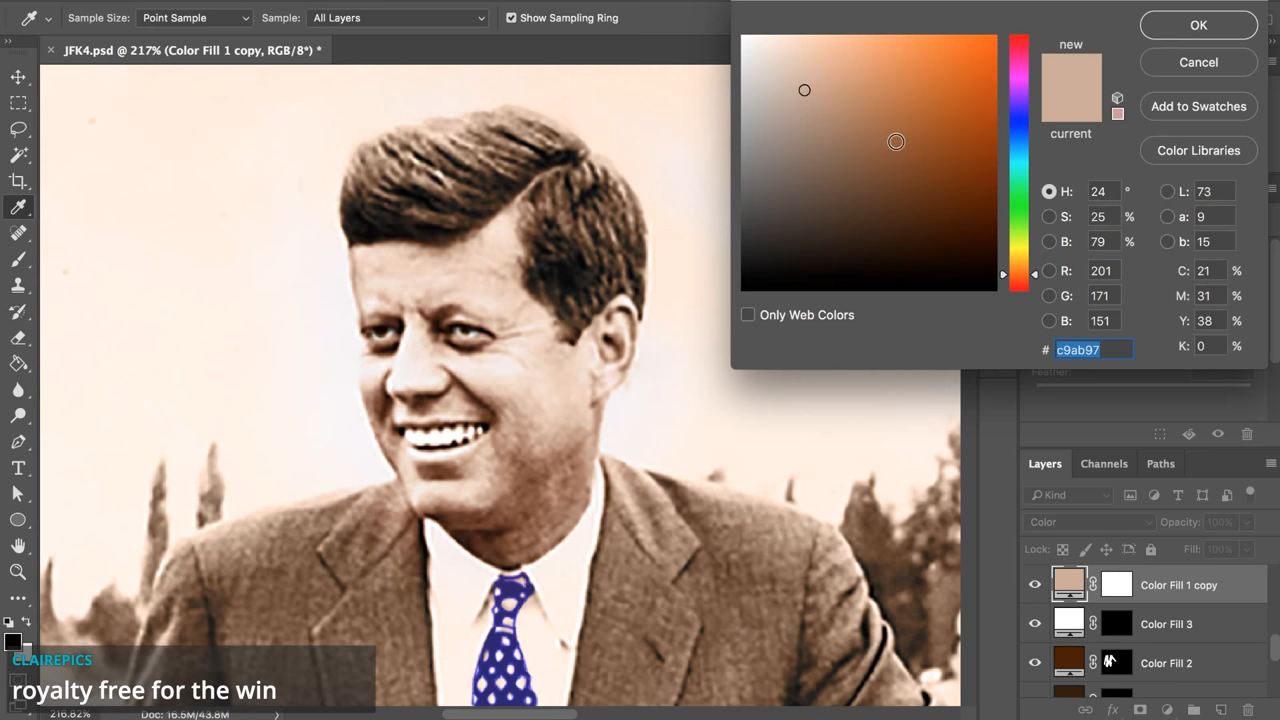 Sample Size: Point Sample Sample: All Layers Show Sampling Ring
JFK4.psd @ 217% (Color Fill 1 copy, RGB/8*) *
new
current
OK
Cancel
Add to Swatches
Color Libraries
H: 24 ° L: 73
S: 25 % a: 9
B: 79 % b: 15
R: 201 C: 21 %
G: 171 M: 31 %
B: 151 Y: 38 %
# c9ab97 K: 0 %
Only Web Colors
Feather:
Layers Channels Paths
Kind
Color Opacity: 100%
Lock: Fill: 100%
Color Fill 1 copy
Color Fill 3
Color Fill 2
CLAIREPICS
royalty free for the win
216.82% Doc: 16.5M/43.8M